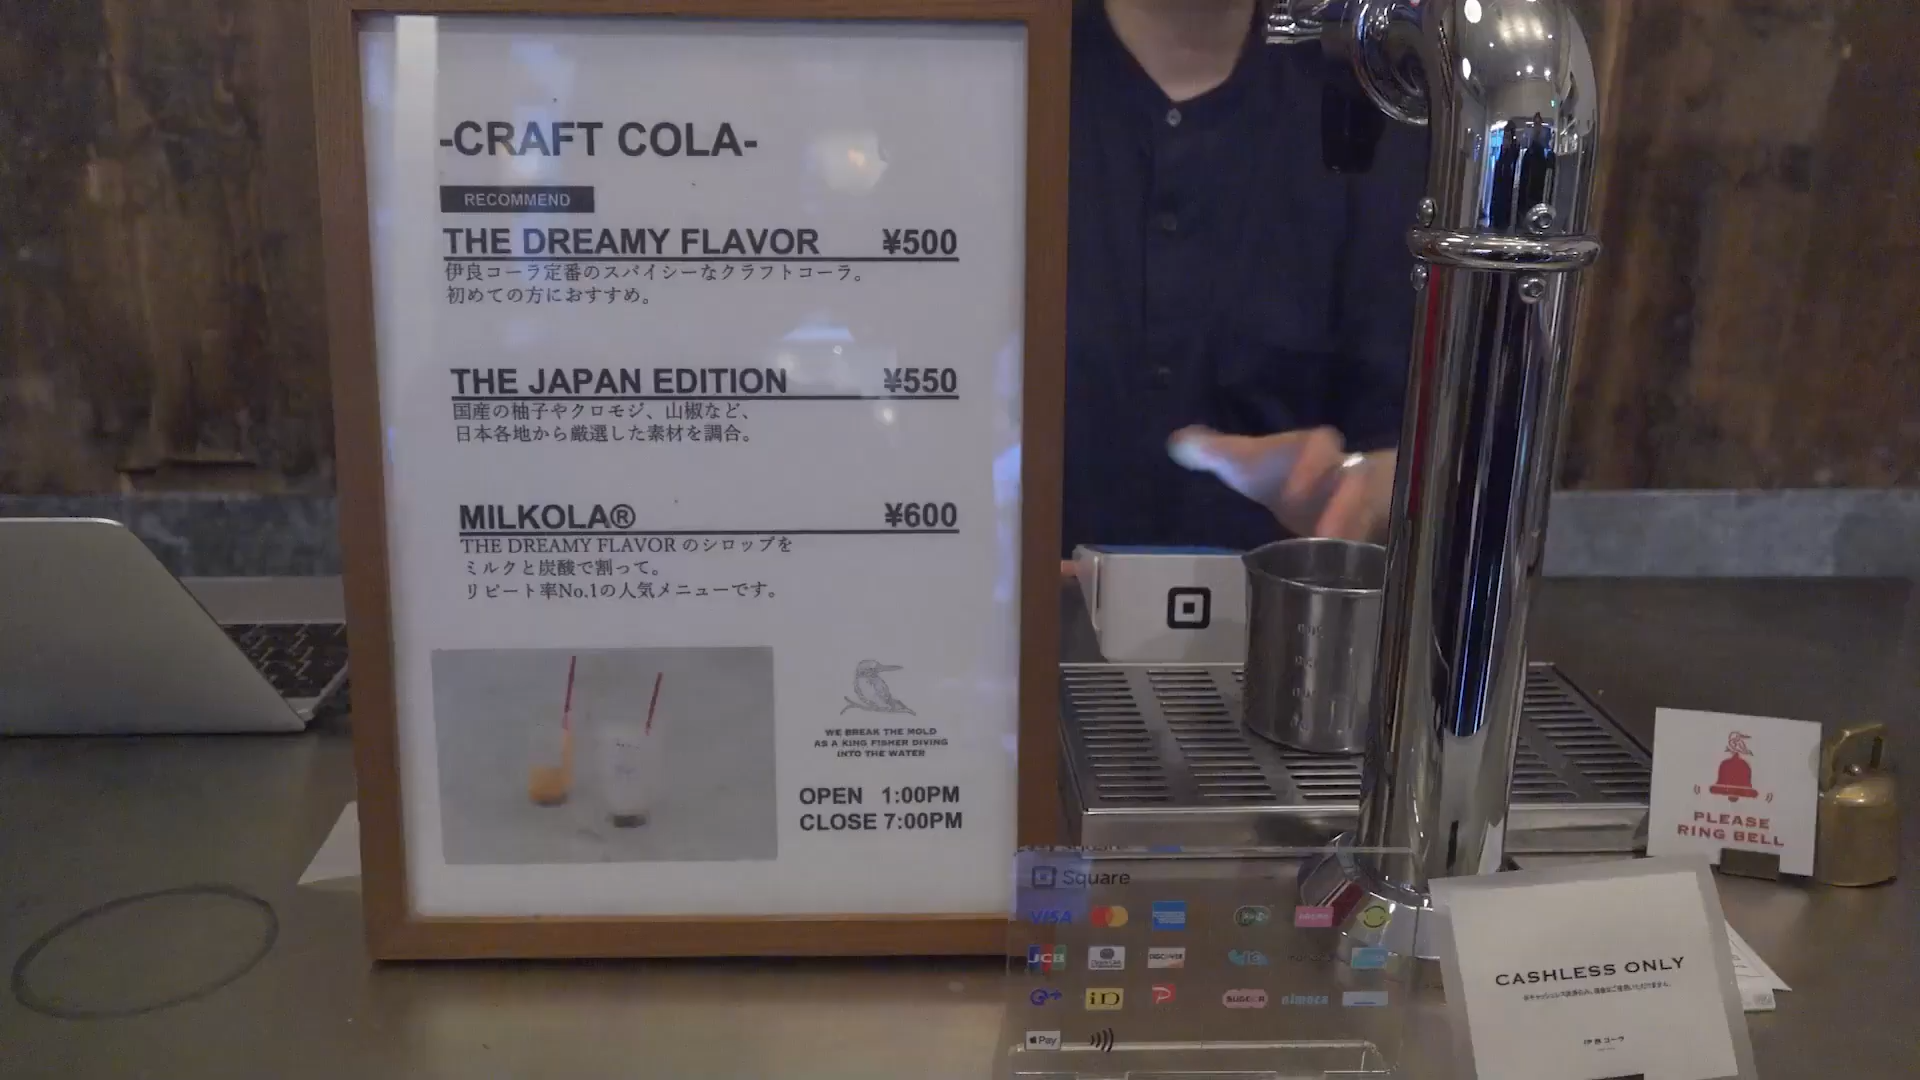 -CRAFT COLA-
RECOMMEND
THE DREAMY FLAVOR ¥500
伊良コーラ定番のスパイシーなクラフトコーラ。
初めての方におすすめ。
THE JAPAN EDITION ¥550
国産の柚子やクロモジ、山椒など、
日本各地から厳選した素材を調合。
MILKOLA® ¥600
THE DREAMY FLAVOR のシロップを
ミルクと炭酸で割って。
リピート率No.1の人気メニューです。
WE BREAK THE MOLD
AS A KING FISHER DIVING
INTO THE WATER
OPEN 1:00PM
CLOSE 7:00PM
PLEASE
RING BELL
Square
VISA
JCB
DISCOVER
iD
SUGOCA nimoca
Pay
CASHLESS ONLY
伊良コーラ